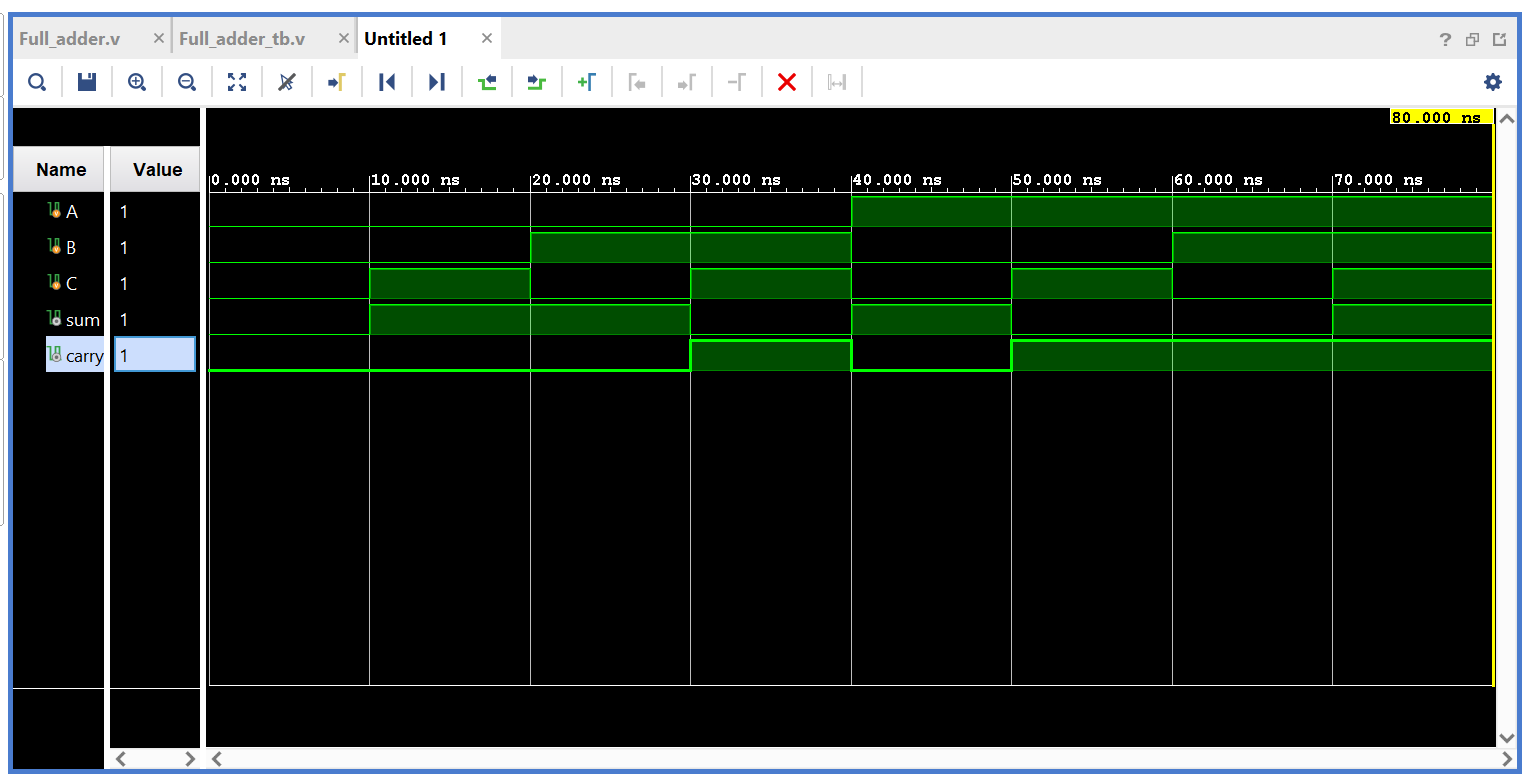 Full_adder.v × Full_adder_tb.v × Untitled 1 ×
?
80.000 ns
Name Value
0.000 ns 10.000 ns 20.000 ns 30.000 ns 40.000 ns 50.000 ns 60.000 ns 70.000 ns
A 1
B 1
C 1
sum 1
carry 1